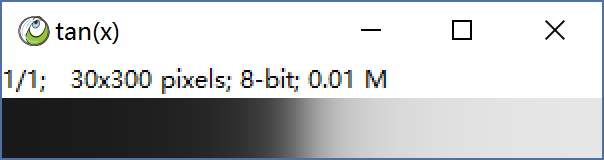 tan(x)
1/1; 30x300 pixels; 8-bit; 0.01 M